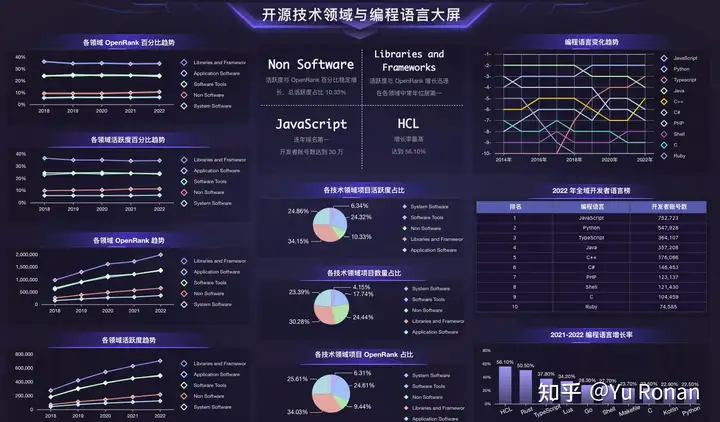 开源技术领域与编程语言大屏
各领域 OpenRank 百分比趋势
40%
30%
20%
10%
0%
2018
2019
2020
2021
2022
Libraries and Framewor
Application Software
Software Tools
Non Software
System Software
各领域活跃度百分比趋势
40%
30%
20%
10%
0%
2018
2019
2020
2021
2022
Libraries and Framewor
Application Software
Software Tools
Non Software
System Software
各领域 OpenRank 趋势
2,000,000
1,500,000
1,000,000
500,000
0
2018
2019
2020
2021
2022
Libraries and Framewor
Application Software
Software Tools
Non Software
System Software
各领域活跃度趋势
800,000
600,000
400,000
200,000
0
2018
2019
2020
2021
2022
Libraries and Framewor
Application Software
Software Tools
Non Software
System Software
Non Software
活跃度与 OpenRank 百分比稳定增
长，总活跃度占比 10.33%
Libraries and
Frameworks
活跃度与 OpenRank 增长迅速
在各领域中常年位居第一
JavaScript
连年排名第一
开发者账号数达到 30 万
HCL
增长率最高
达到 56.10%
各技术领域项目活跃度占比
6.34%
24.32%
10.33%
34.15%
24.86%
System Software
Software Tools
Non Software
Libraries and Framewor
Application Software
各技术领域项目数量占比
4.15%
17.74%
24.44%
30.28%
23.39%
System Software
Software Tools
Non Software
Libraries and Framewor
Application Software
各技术领域项目 OpenRank 占比
6.31%
24.61%
9.44%
34.03%
25.61%
System Software
Software Tools
Non Software
Libraries and Framewor
Application Software
编程语言变化趋势
-1
-2
-3
-4
-5
-6
-7
-8
-9
-10
2014年
2016年
2018年
2020年
2022年
JavaScript
Python
Typescript
Java
C++
C#
PHP
Shell
C
Ruby
2022 年全域开发者语言榜
排名 编程语言 开发者账号数
1 JavaScript 752,723
2 Python 547,928
3 TypeScript 364,107
4 Java 357,208
5 C++ 176,066
6 C# 146,453
7 PHP 123,137
8 Shell 121,430
9 C 104,459
10 Ruby 74,585
2021-2022 编程语言增长率
80%
60%
40%
20%
0%
56.10%
50.50%
37.80%
34.20%
HCL
Rust
TypeScript
Lua
Go
Shell
Makefile
C
Kotlin
Python
知乎 @Yu Ronan